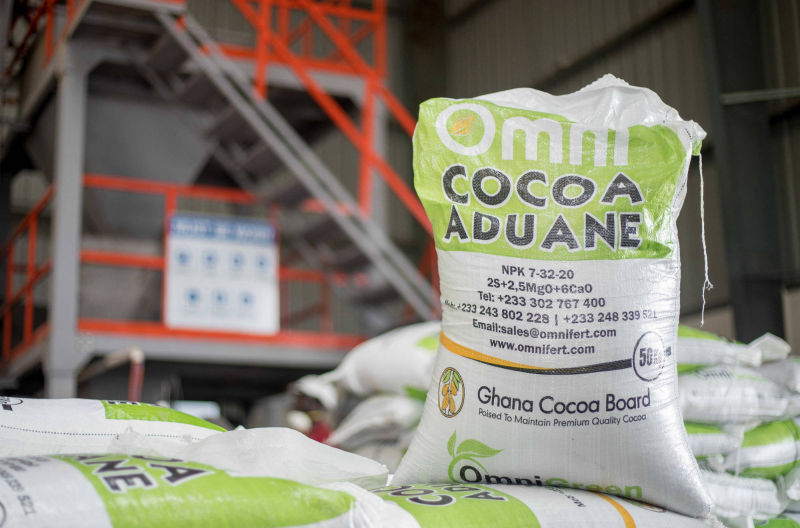 Omni
COCOA
ADUANE
NPK 7-32-20
2S+2,5MgO+6CaO
Tel: +233 302 767 400
+233 243 802 228 | +233 248 339 521
Email:sales@omnifert.com
www.omnifert.com
50
Ghana Cocoa Board
Poised To Maintain Premium Quality Cocoa
OmniGreen
COCOA